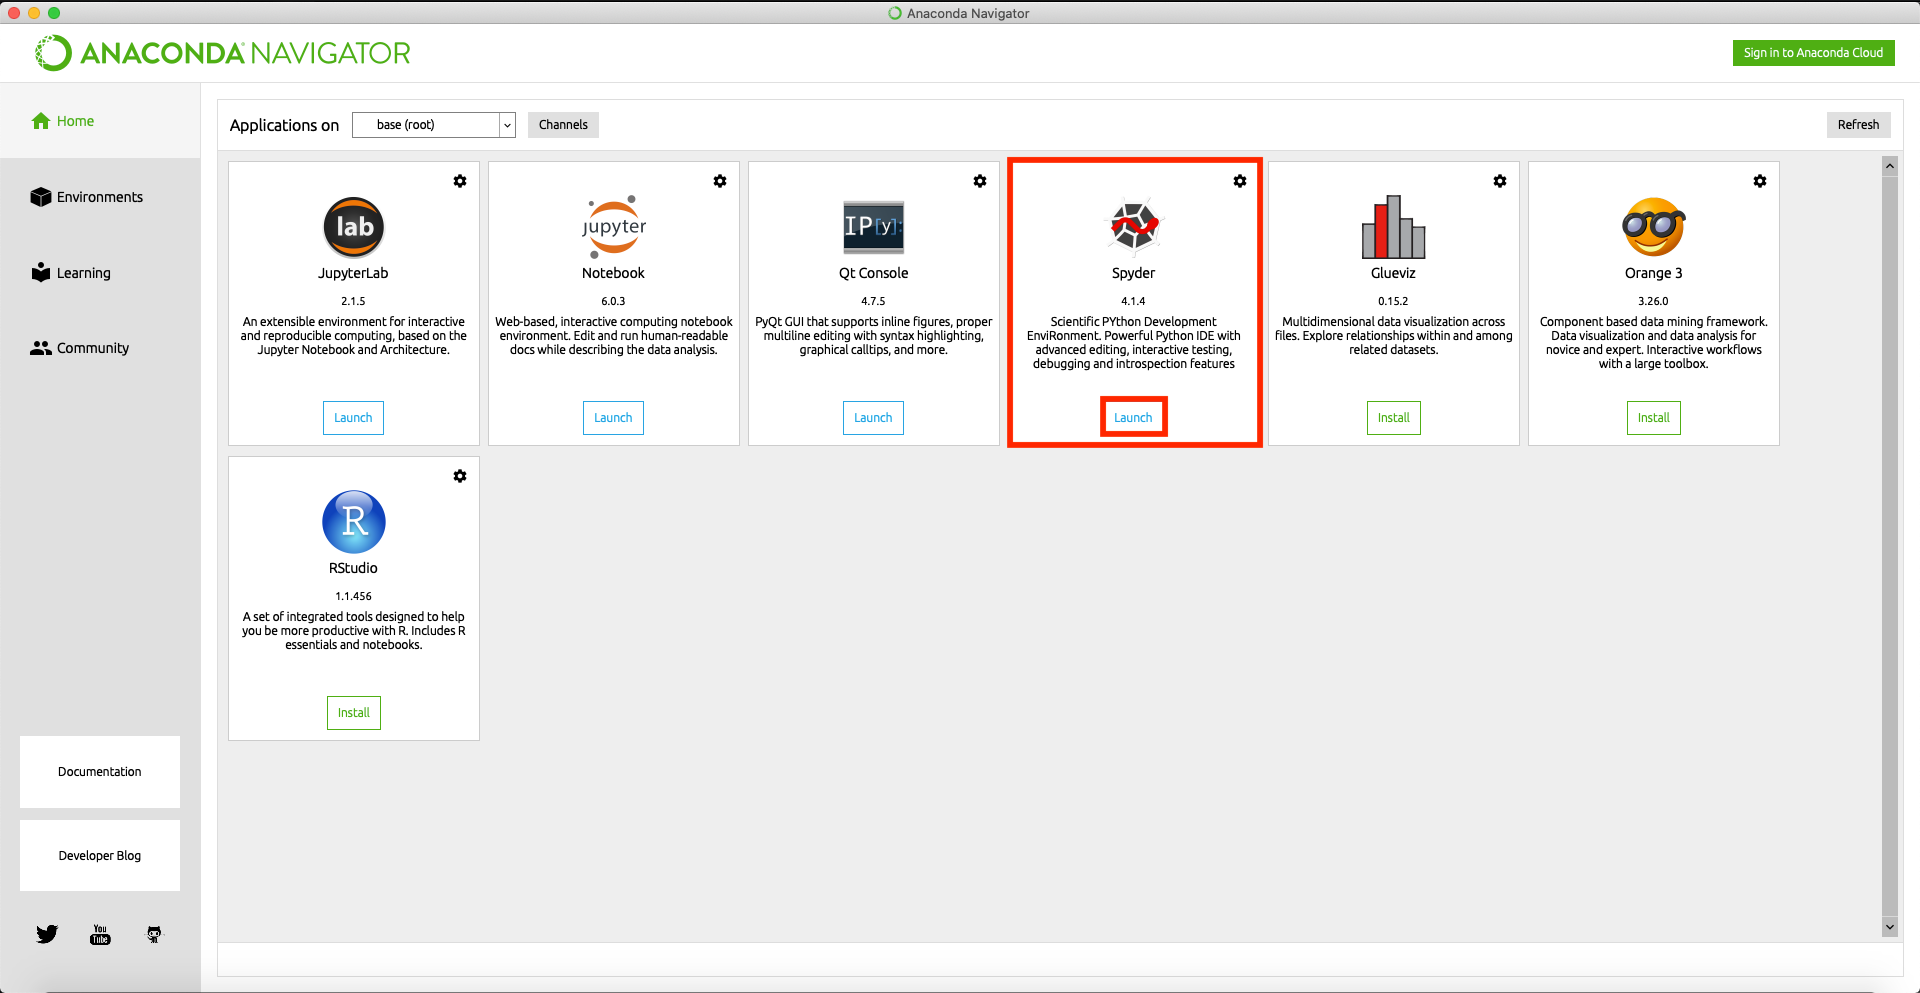 Anaconda Navigator
ANACONDA NAVIGATOR
Sign in to Anaconda Cloud
Home
Environments
Learning
Community
Documentation
Developer Blog
You
Tube
Applications on
base (root)
Channels
Refresh
lab
JupyterLab
2.1.5
An extensible environment for interactive
and reproducible computing, based on the
Jupyter Notebook and Architecture.
Launch
jupyter
Notebook
6.0.3
Web-based, interactive computing notebook
environment. Edit and run human-readable
docs while describing the data analysis.
Launch
IP[y]:
Qt Console
4.7.5
PyQt GUI that supports inline figures, proper
multiline editing with syntax highlighting,
graphical calltips, and more.
Launch
Spyder
4.1.4
Scientific PYthon Development
EnviRonment. Powerful Python IDE with
advanced editing, interactive testing,
debugging and introspection features
Launch
Glueviz
0.15.2
Multidimensional data visualization across
files. Explore relationships within and among
related datasets.
Install
Orange 3
3.26.0
Component based data mining framework.
Data visualization and data analysis for
novice and expert. Interactive workflows
with a large toolbox.
Install
R
RStudio
1.1.456
A set of integrated tools designed to help
you be more productive with R. Includes R
essentials and notebooks.
Install